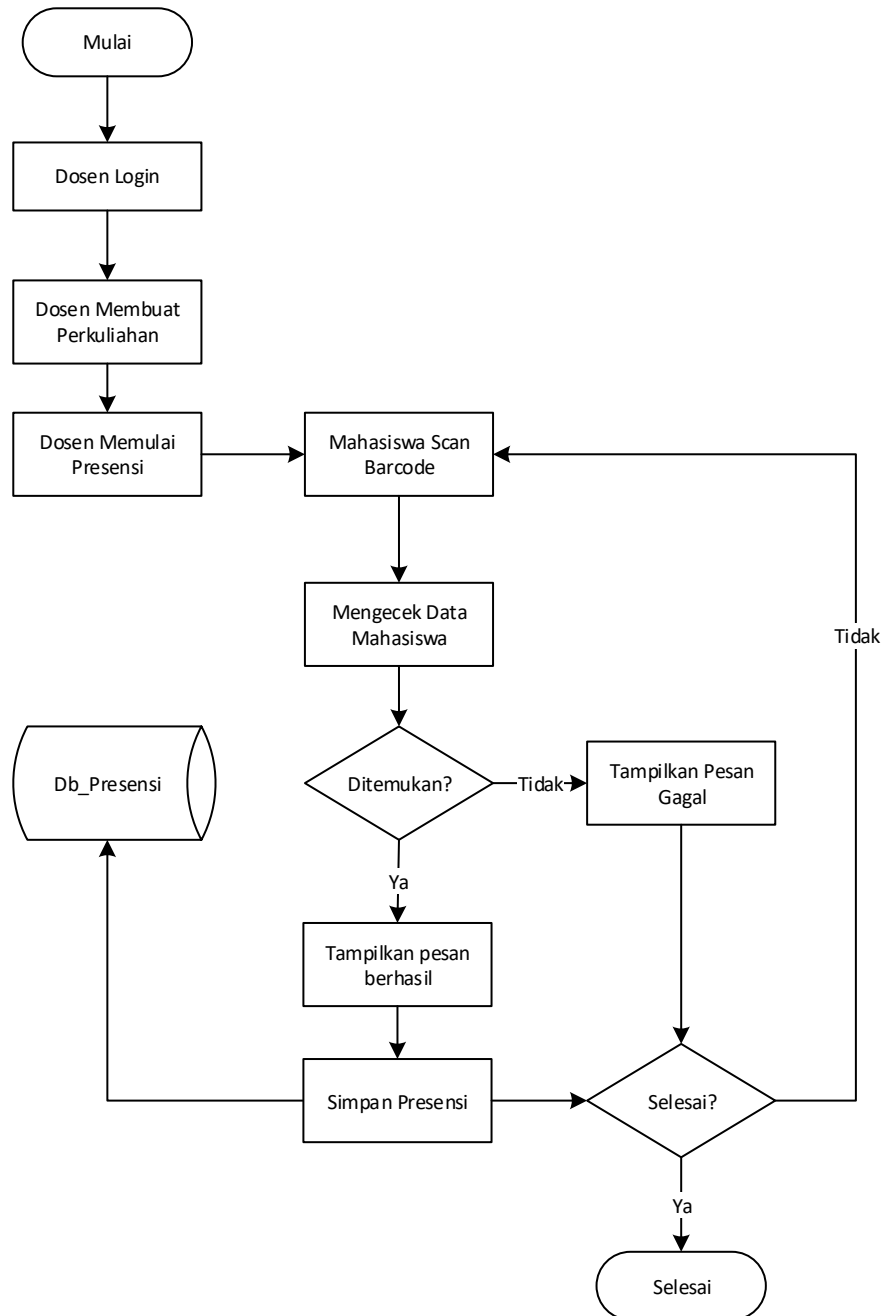 Mulai
Dosen Login
Dosen Membuat
Perkuliahan
Dosen Memulai
Presensi
Mahasiswa Scan
Barcode
Mengecek Data
Mahasiswa
Tidak
Db_Presensi
Ditemukan?
Tidak
Tampilkan Pesan
Gagal
Ya
Tampilkan pesan
berhasil
Simpan Presensi
Selesai?
Ya
Selesai